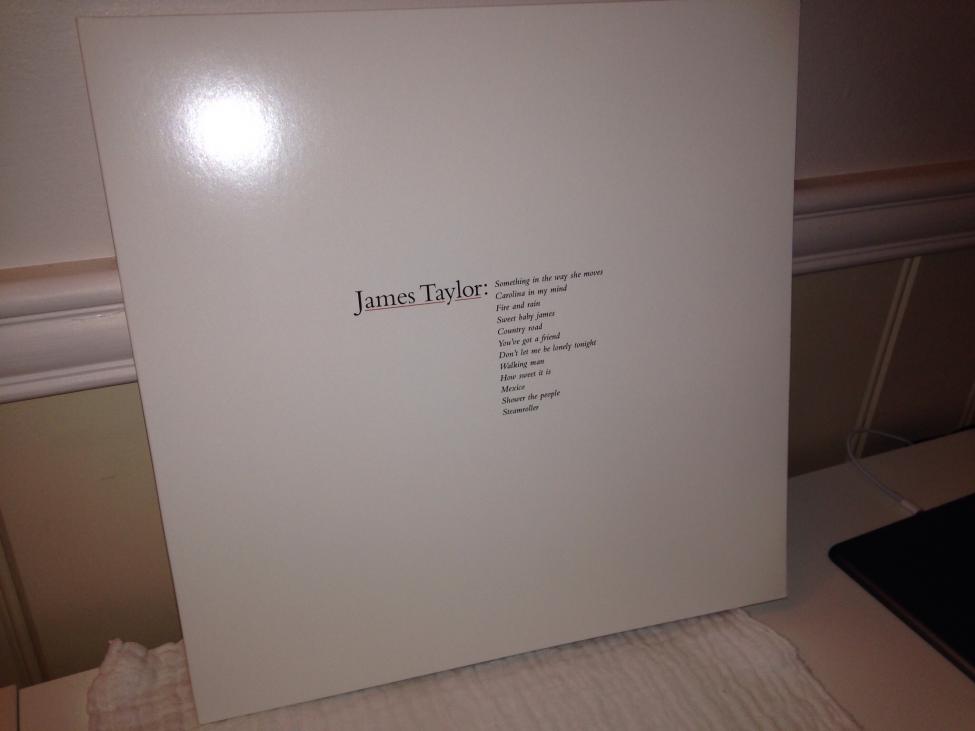 James Taylor:
Something in the way she moves
Carolina in my mind
Fire and rain
Sweet baby james
Country road
You've got a friend
Don't let me be lonely tonight
Walking man
How sweet it is
Mexico
Shower the people
Steamroller